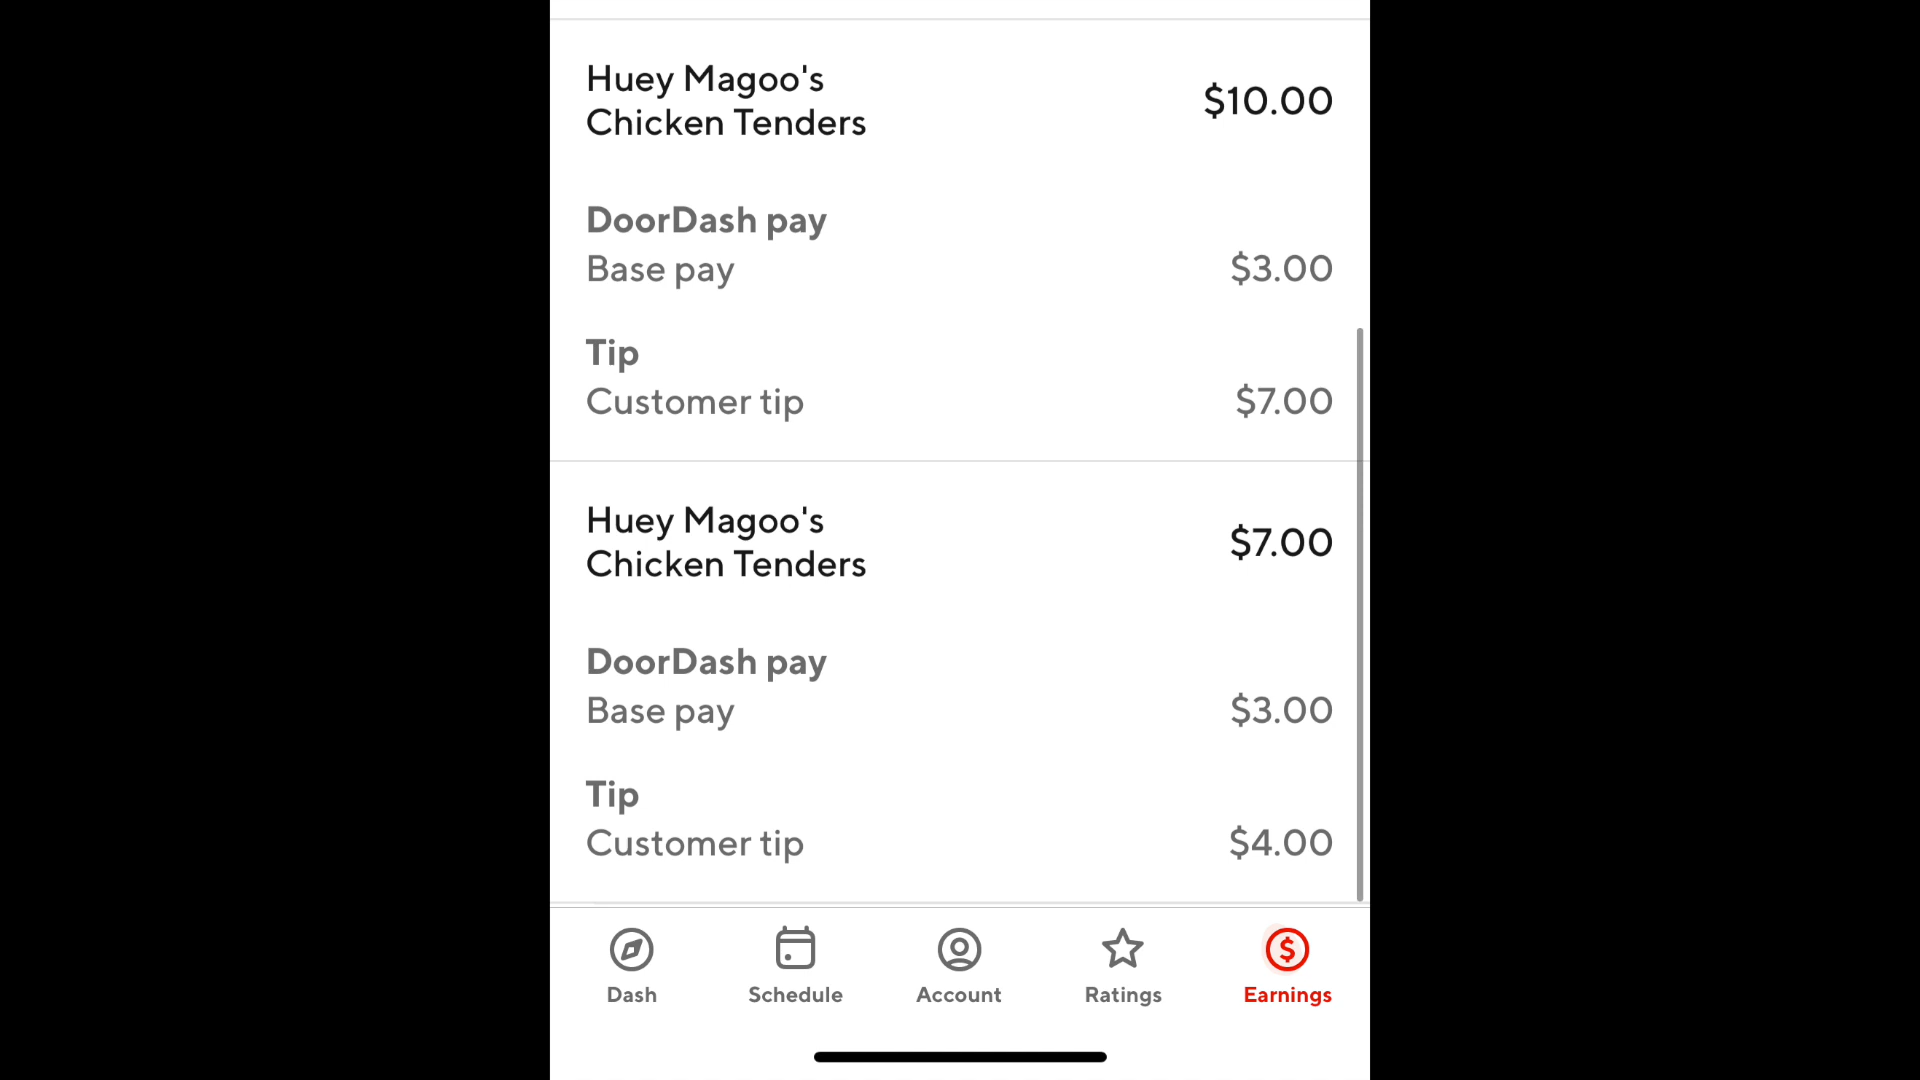 Huey Magoo's
Chicken Tenders
$10.00
DoorDash pay
Base pay $3.00
Tip
Customer tip $7.00
Huey Magoo's
Chicken Tenders
$7.00
DoorDash pay
Base pay $3.00
Tip
Customer tip $4.00
Dash Schedule Account Ratings Earnings